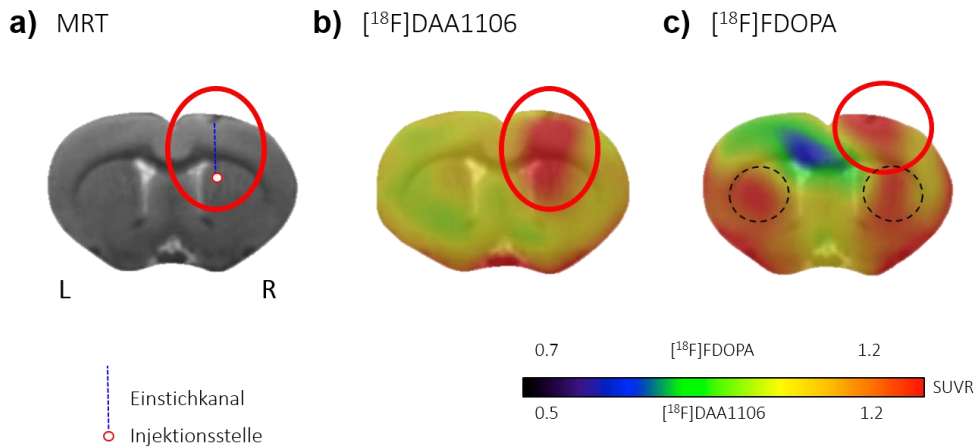 a) MRT
b) [¹⁸F]DAA1106
c) [¹⁸F]FDOPA
L R
0.7 [¹⁸F]FDOPA 1.2
SUVR
0.5 [¹⁸F]DAA1106 1.2
Einstichkanal
Injektionsstelle